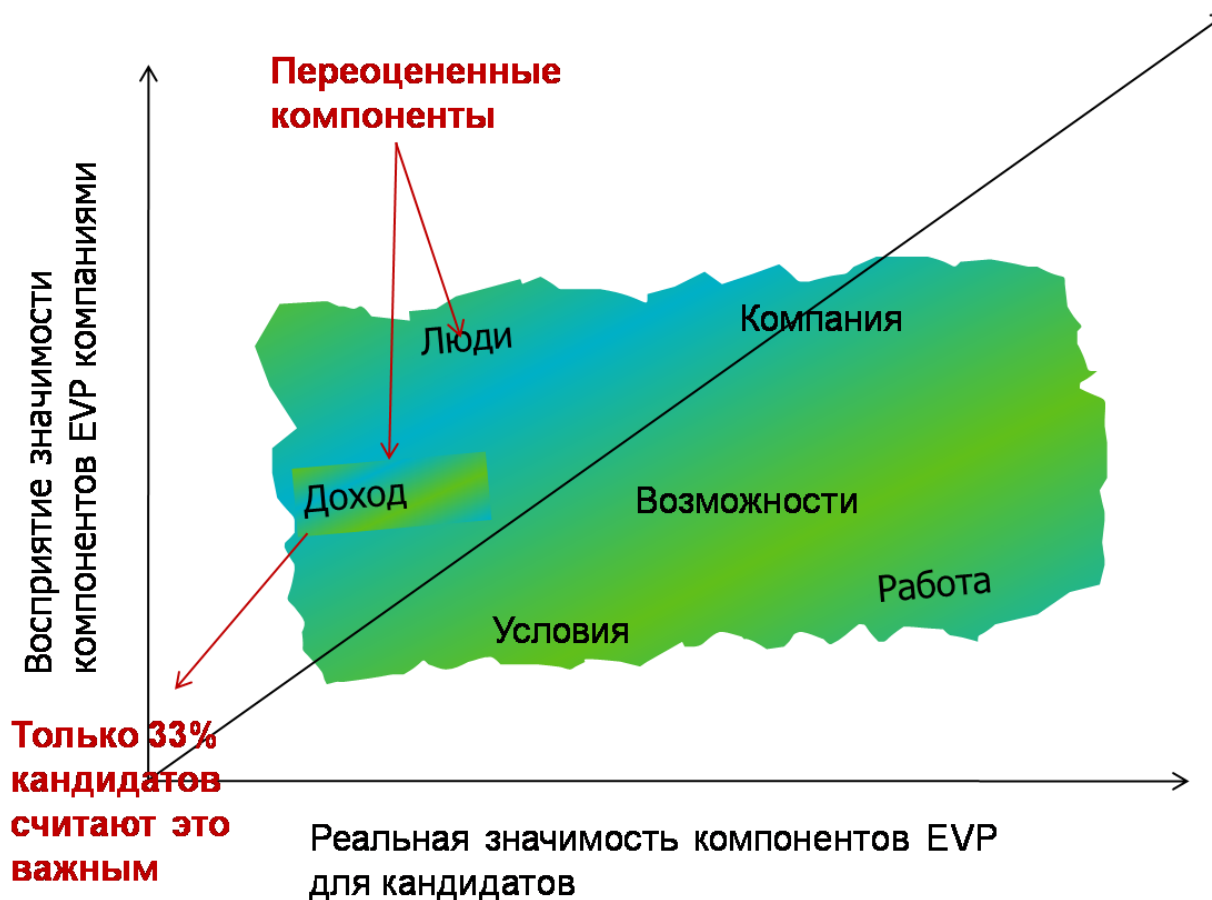 Переоцененные
компоненты
Восприятие значимости
компонентов EVP компаниями
Люди
Компания
Доход
Возможности
Работа
Условия
Только 33%
кандидатов
считают это
важным
Реальная значимость компонентов EVP
для кандидатов